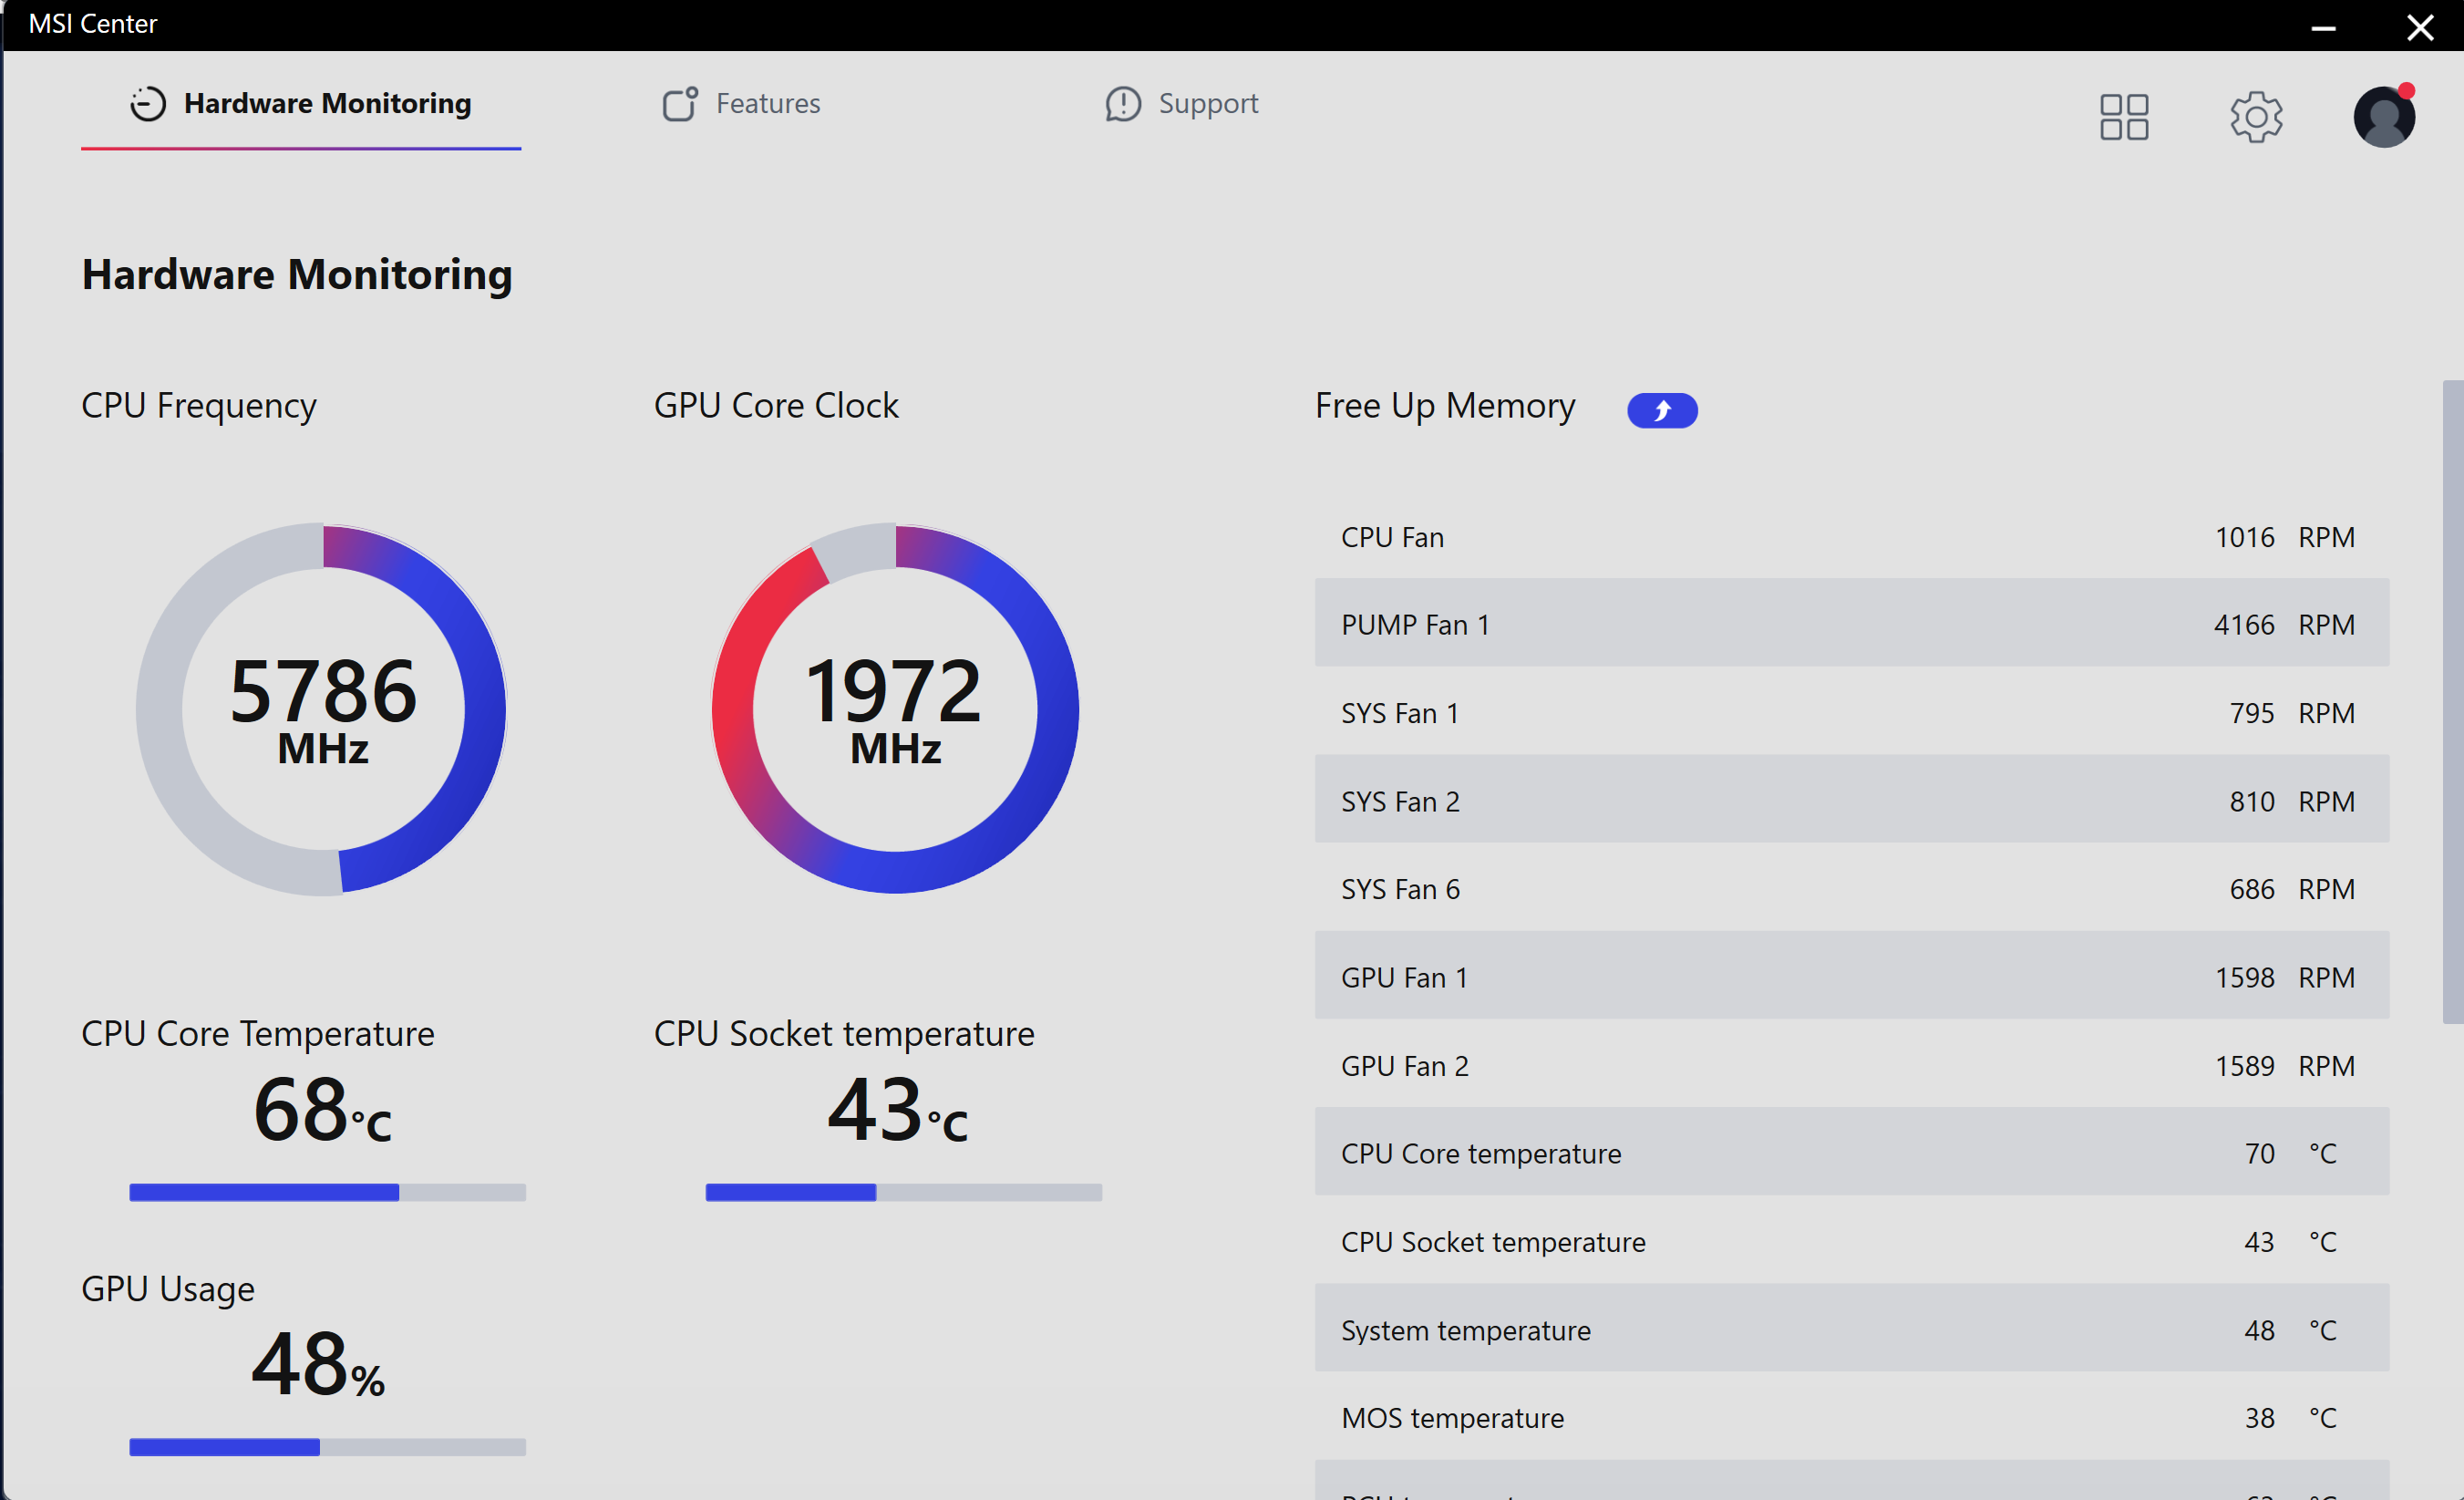 MSI Center
Hardware Monitoring
Features
Support
Hardware Monitoring
CPU Frequency
5786
MHz
GPU Core Clock
1972
MHz
CPU Core Temperature
68°C
CPU Socket temperature
43°C
GPU Usage
48%
Free Up Memory
CPU Fan 1016 RPM
PUMP Fan 1 4166 RPM
SYS Fan 1 795 RPM
SYS Fan 2 810 RPM
SYS Fan 6 686 RPM
GPU Fan 1 1598 RPM
GPU Fan 2 1589 RPM
CPU Core temperature 70 °C
CPU Socket temperature 43 °C
System temperature 48 °C
MOS temperature 38 °C